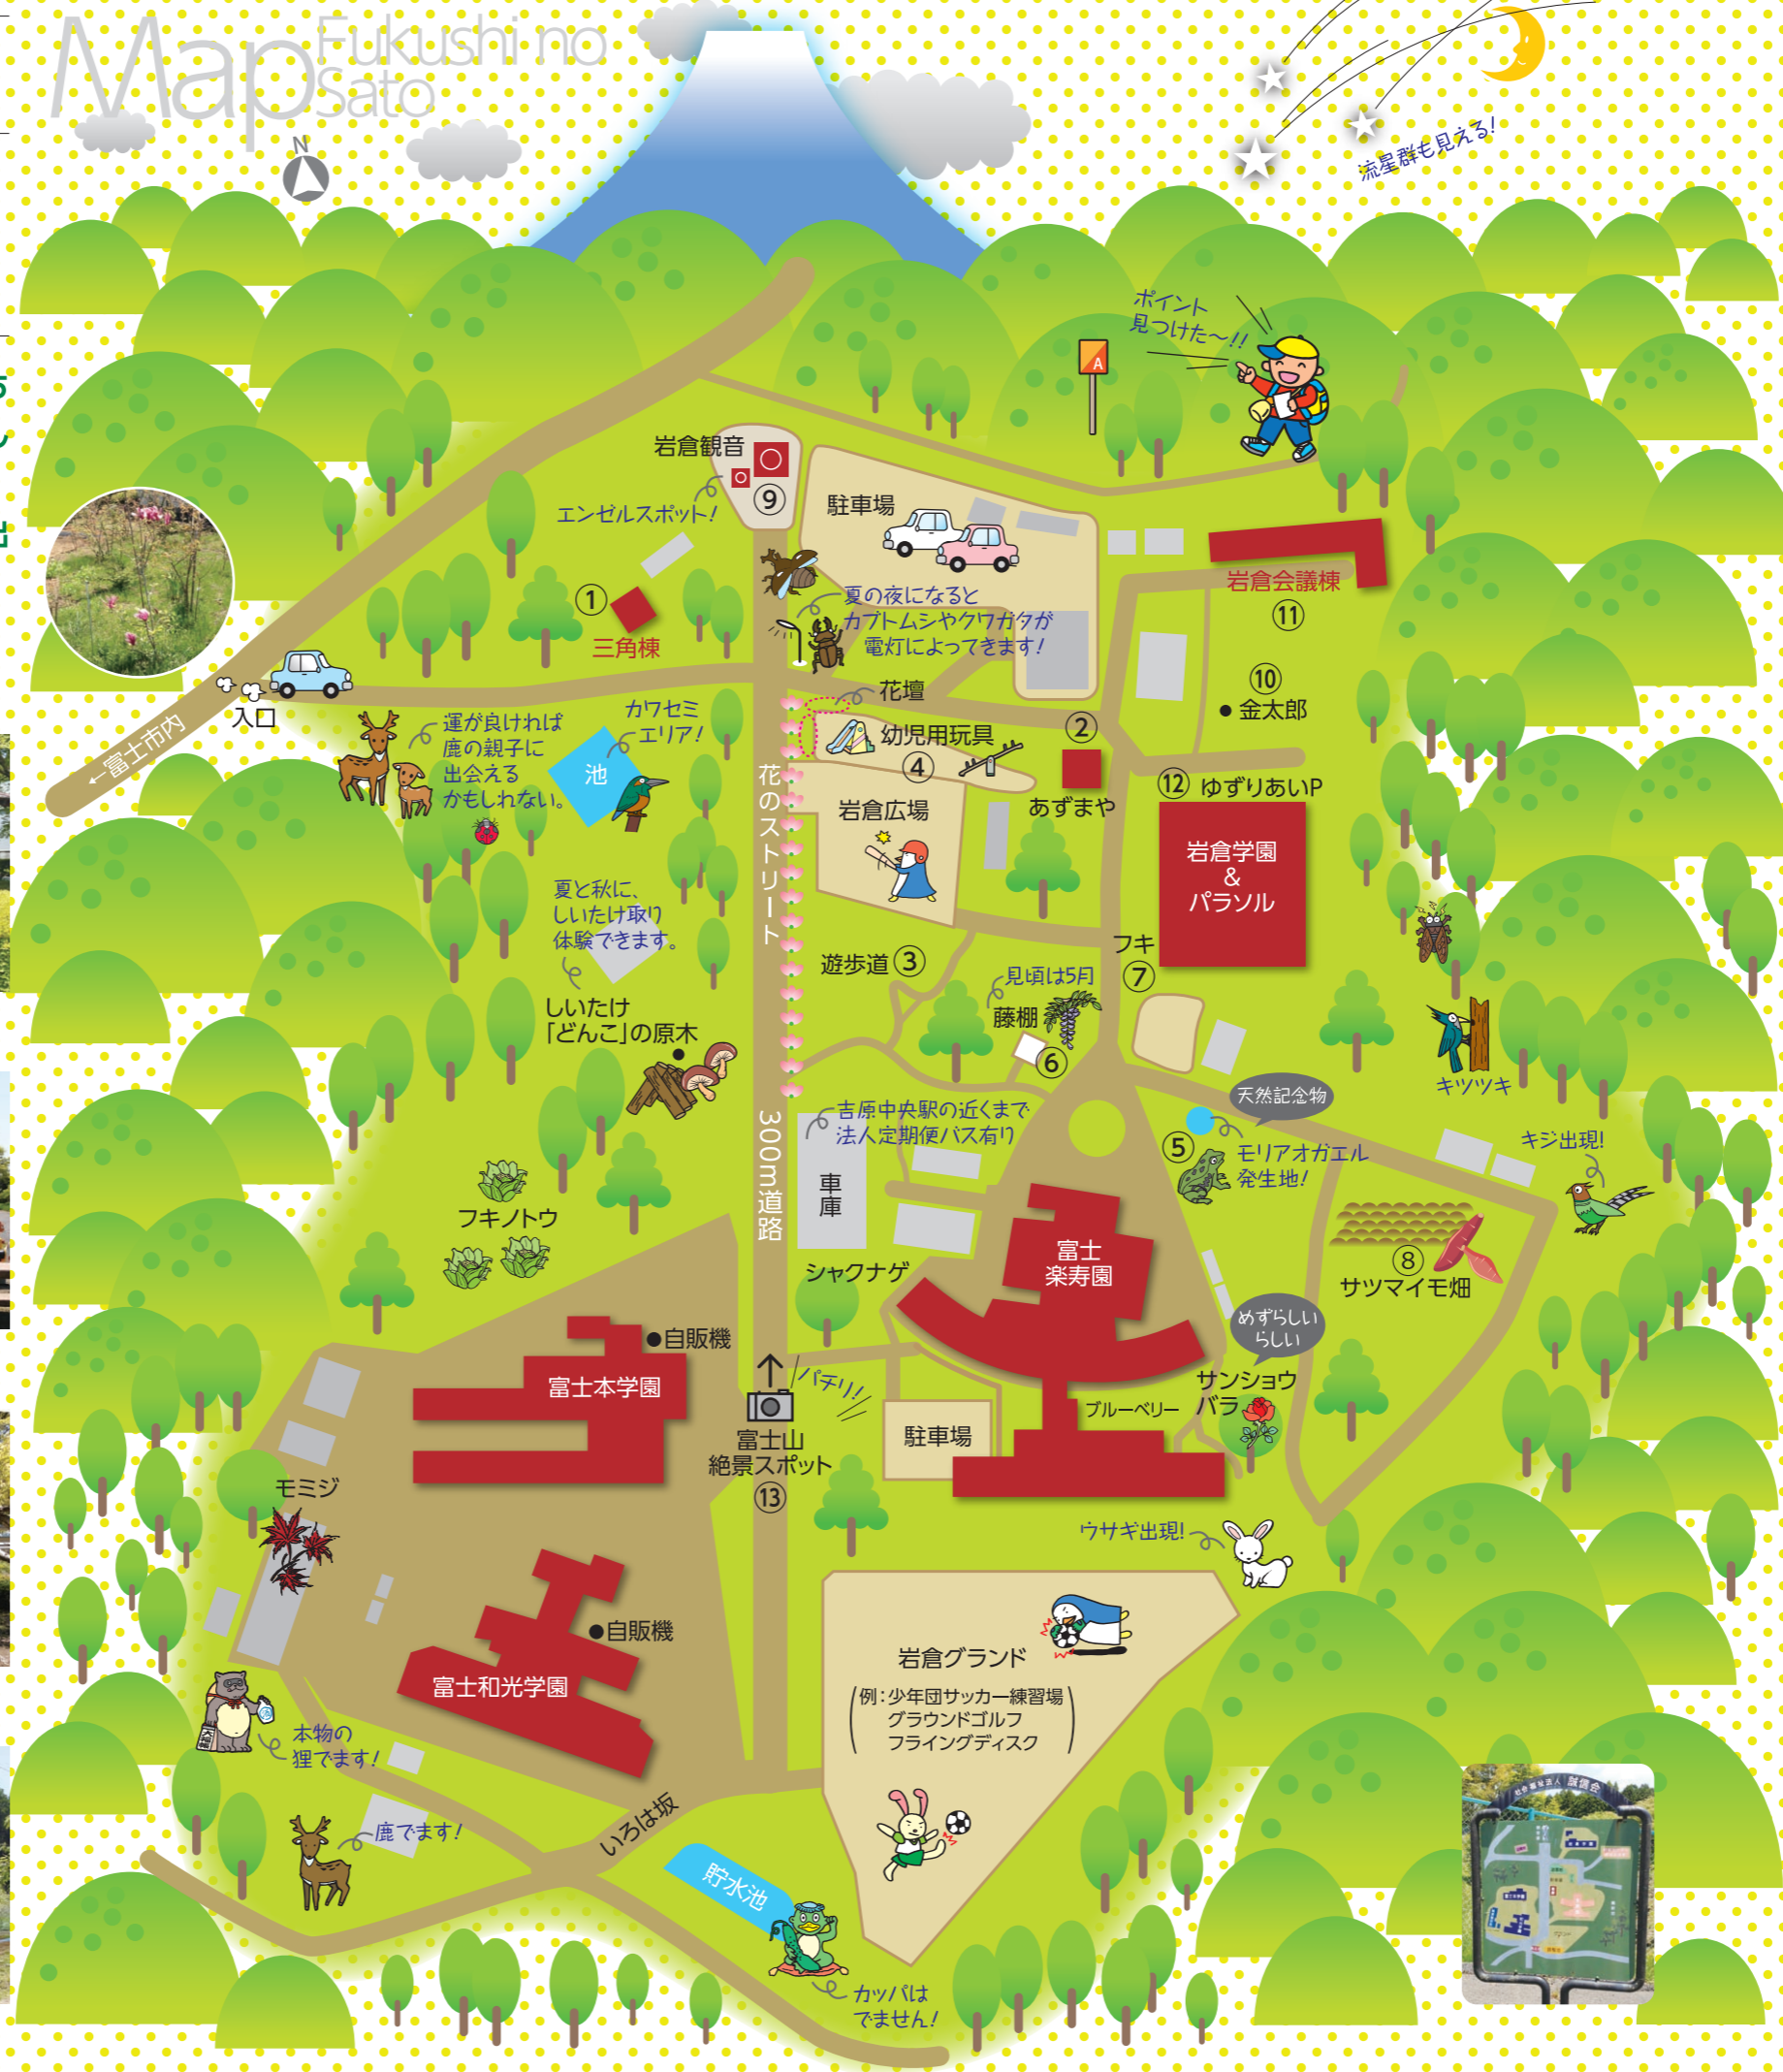 Map Fukushi no
Sato
N
流星群も見える!
ポイント
見つけた〜!!
A
岩倉観音
⑨
エンゼルスポット!
駐車場
①
三角棟
夏の夜になると
カブトムシやクワガタが
電灯によってきます!
岩倉会議棟
⑪
⑩
●金太郎
入口
←富士市内
運が良ければ
鹿の親子に
出会える
かもしれない。
カワセミ
エリア!
池
花壇
幼児用玩具
④
②
あずまや
⑫ ゆずりあいP
岩倉学園
&
パラソル
花のストリート
岩倉広場
夏と秋に、
しいたけ取り
体験できます。
しいたけ
「どんこ」の原木
遊歩道③
フキ
⑦
見頃は5月
藤棚
⑥
キツツキ
300m道路
吉原中央駅の近くまで
法人定期便バス有り
車庫
天然記念物
⑤
モリアオガエル
発生地!
キジ出現!
フキノトウ
シャクナゲ
富士
楽寿園
⑧
サツマイモ畑
めずらしい
らしい
サンショウ
バラ
ブルーベリー
●自販機
富士本学園
パチリ!
富士山
絶景スポット
⑬
駐車場
モミジ
ウサギ出現!
●自販機
富士和光学園
岩倉グランド
(例:少年団サッカー練習場
グラウンドゴルフ
フライングディスク)
本物の
狸でます!
鹿でます!
いろは坂
貯水池
カッパは
でません!
社会福祉法人 誠信会